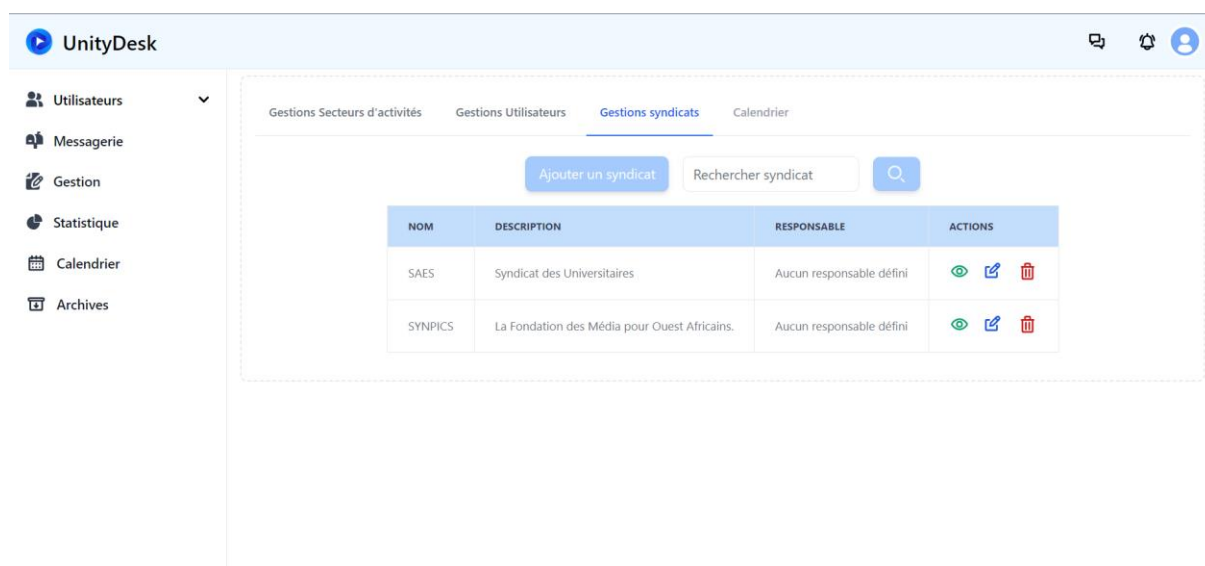 UnityDesk
Utilisateurs
Messagerie
Gestion
Statistique
Calendrier
Archives
Gestions Secteurs d'activités Gestions Utilisateurs Gestions syndicats Calendrier
Ajouter un syndicat Rechercher syndicat
NOM DESCRIPTION RESPONSABLE ACTIONS
SAES Syndicat des Universitaires Aucun responsable défini
SYNPICS La Fondation des Média pour Ouest Africains. Aucun responsable défini